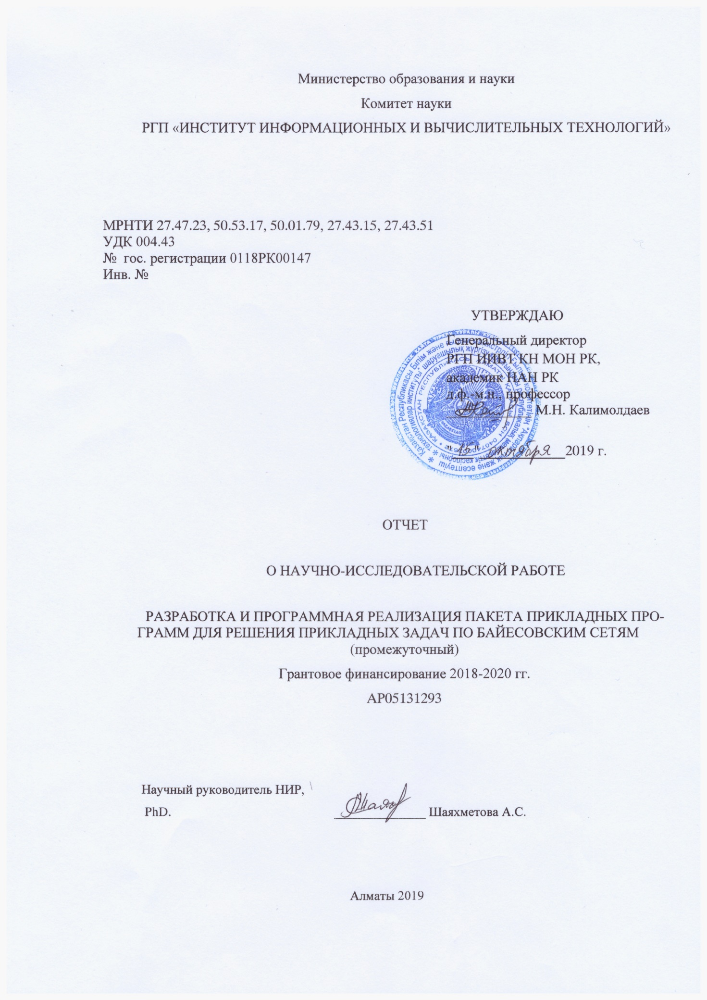 Министерство образования и науки
Комитет науки
РГП «ИНСТИТУТ ИНФОРМАЦИОННЫХ И ВЫЧИСЛИТЕЛЬНЫХ ТЕХНОЛОГИЙ»
МРНТИ 27.47.23, 50.53.17, 50.01.79, 27.43.15, 27.43.51
УДК 004.43
№ гос. регистрации 0118РК00147
Инв. №
УТВЕРЖДАЮ
Генеральный директор
РГП ИИВТ КН МОН РК,
академик НАН РК
д.ф.-м.н., профессор
М.Н. Калимолдаев
"15" октября 2019 г.
ОТЧЕТ
О НАУЧНО-ИССЛЕДОВАТЕЛЬСКОЙ РАБОТЕ
РАЗРАБОТКА И ПРОГРАММНАЯ РЕАЛИЗАЦИЯ ПАКЕТА ПРИКЛАДНЫХ ПРО-
ГРАММ ДЛЯ РЕШЕНИЯ ПРИКЛАДНЫХ ЗАДАЧ ПО БАЙЕСОВСКИМ СЕТЯМ
(промежуточный)
Грантовое финансирование 2018-2020 гг.
АР05131293
Научный руководитель НИР,
PhD. Шаяхметова А.С.
Алматы 2019